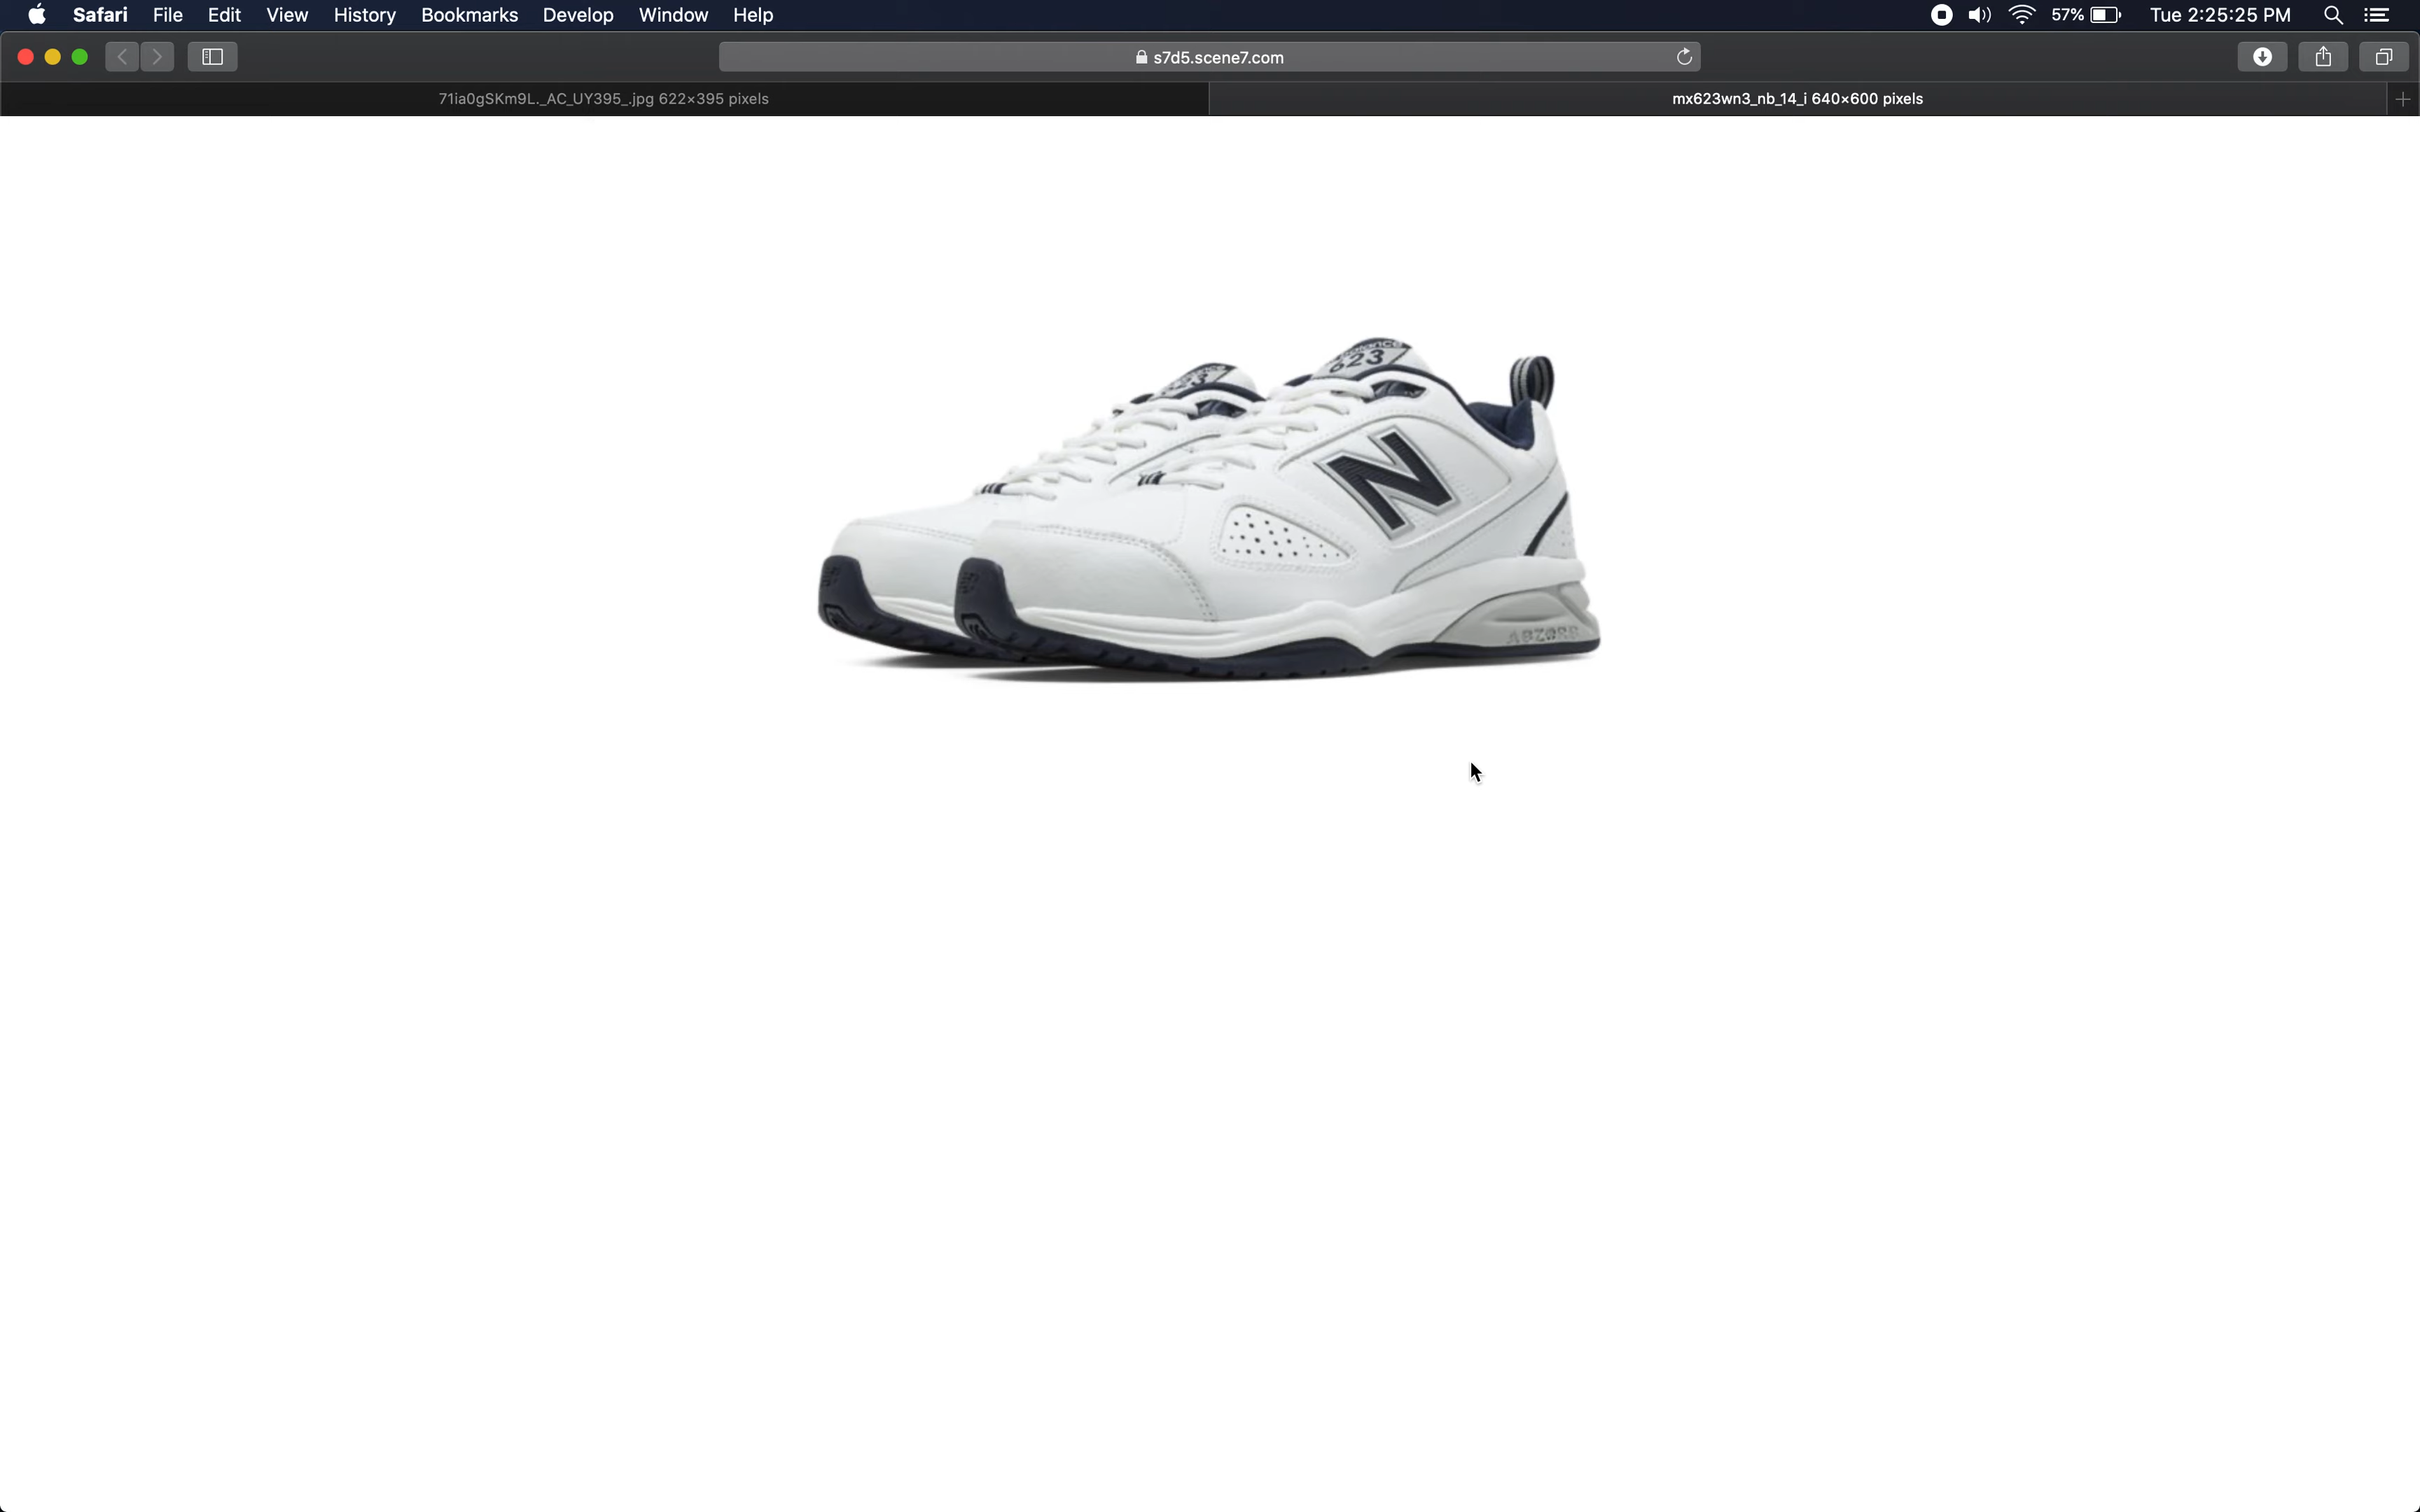 Safari File Edit View History Bookmarks Develop Window Help 57% Tue 2:25:25 PM
s7d5.scene7.com
71ia0gSKm9L._AC_UY395_.jpg 622×395 pixels
mx623wn3_nb_14_i 640×600 pixels
623
N
ABZORB